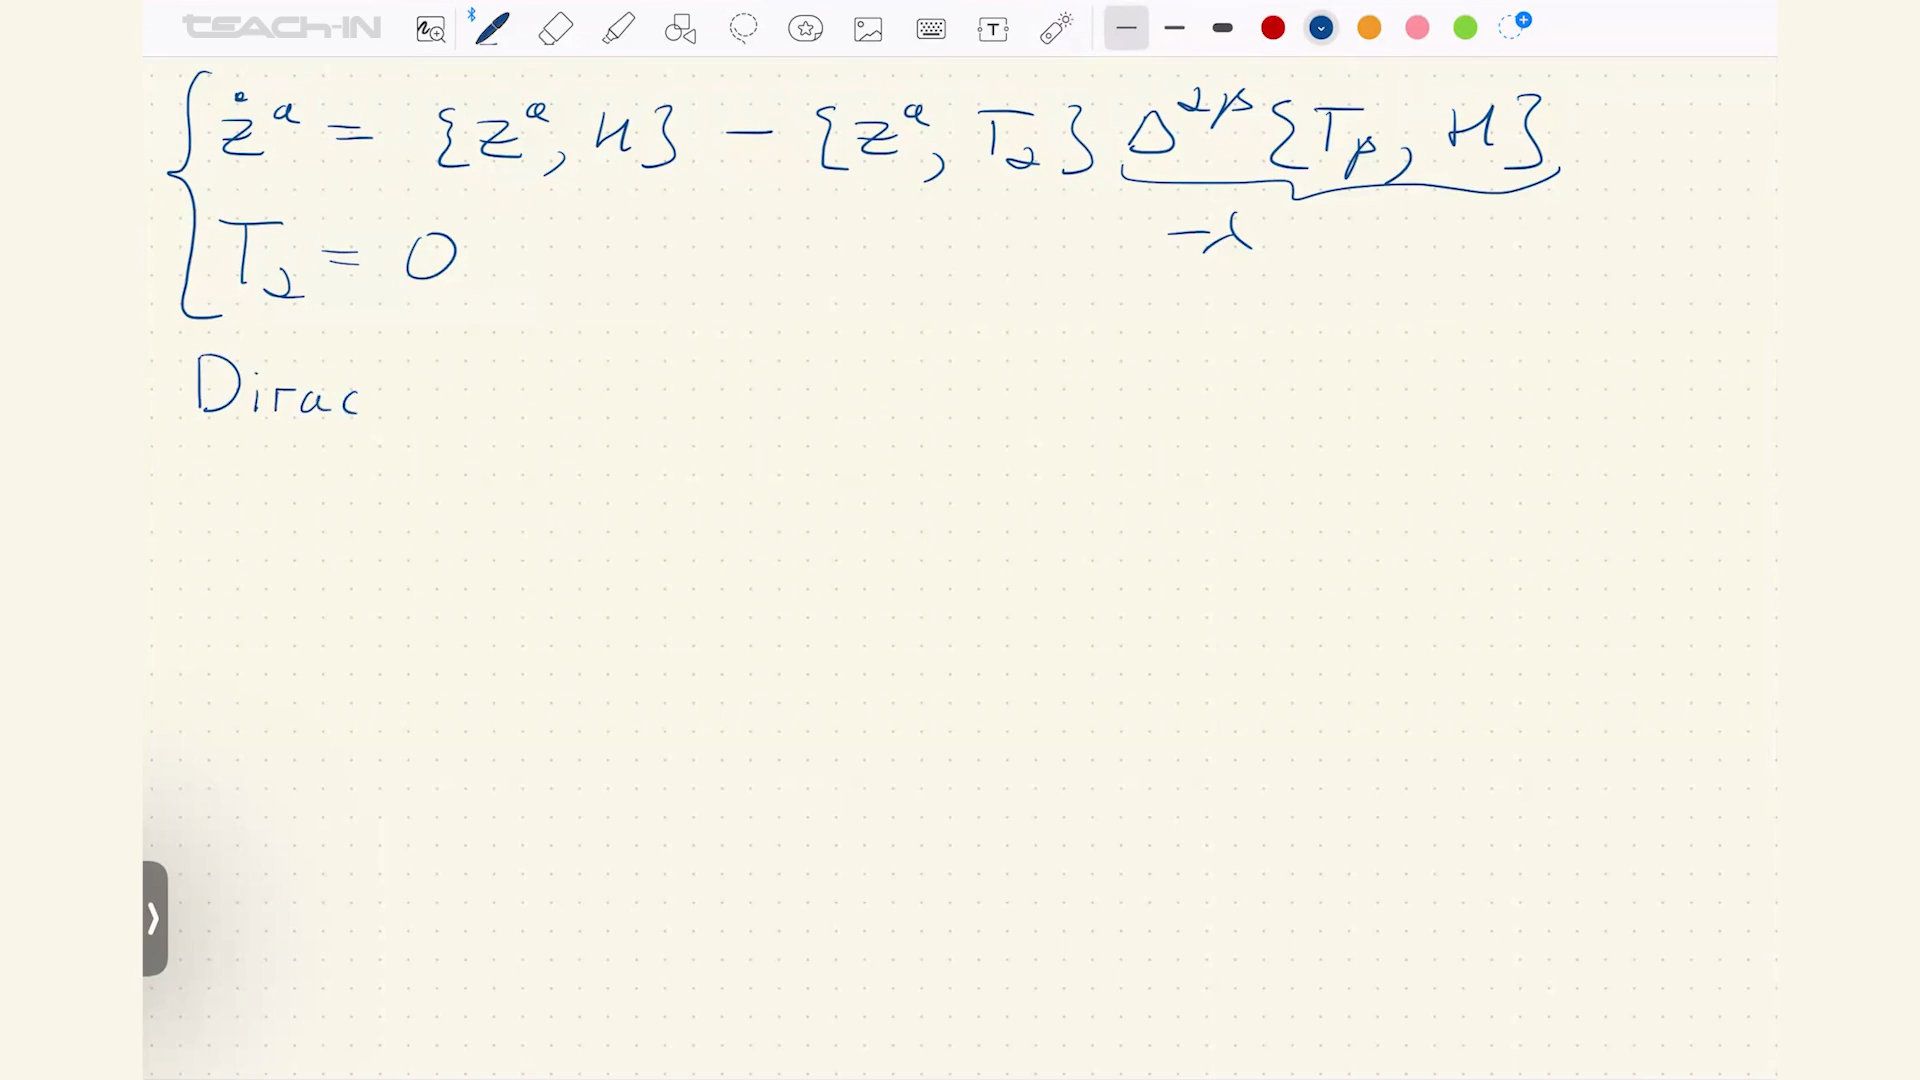 teach-in
T
ż^a = {z^a, H} − {z^a, T_α} Δ^{αβ} {T_β, H}
−λ
T_α = 0
Dirac